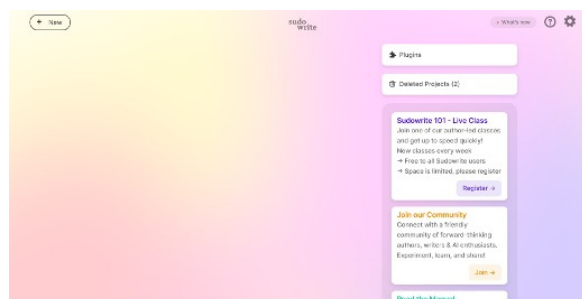 + New
sudo
write
What's new
Plugins
Deleted Projects (2)
Sudowrite 101 - Live Class
Join one of our author-led classes
and get up to speed quickly!
New classes every week
→ Free to all Sudowrite users
→ Space is limited, please register
Register →
Join our Community
Connect with a friendly
community of forward-thinking
authors, writers & AI enthusiasts.
Experiment, learn, and share!
Join →
Read the Manual